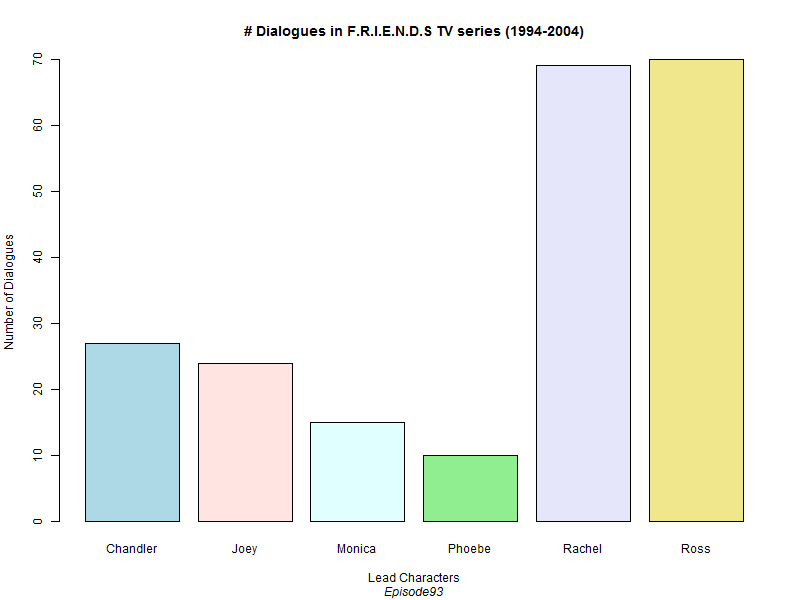 # Dialogues in F.R.I.E.N.D.S TV series (1994-2004)
Number of Dialogues
70
60
50
40
30
20
10
0
Chandler Joey Monica Phoebe Rachel Ross
Lead Characters
Episode93